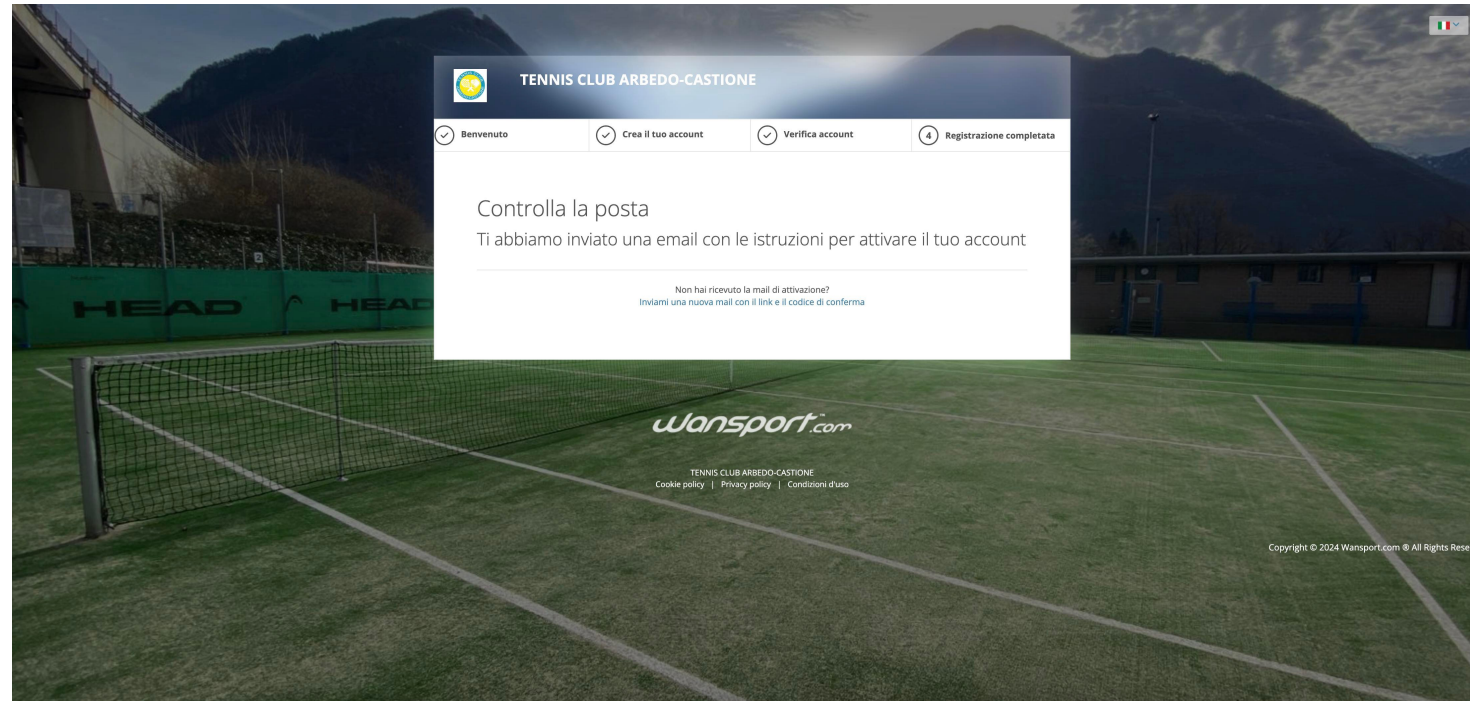 TENNIS CLUB ARBEDO-CASTIONE
Benvenuto
Crea il tuo account
Verifica account
4 Registrazione completata
Controlla la posta
Ti abbiamo inviato una email con le istruzioni per attivare il tuo account
Non hai ricevuto la mail di attivazione?
Inviami una nuova mail con il link e il codice di conferma
HEAD HEAD
wansport.com™
TENNIS CLUB ARBEDO-CASTIONE
Cookie policy | Privacy policy | Condizioni d'uso
Copyright © 2024 Wansport.com ® All Rights Rese